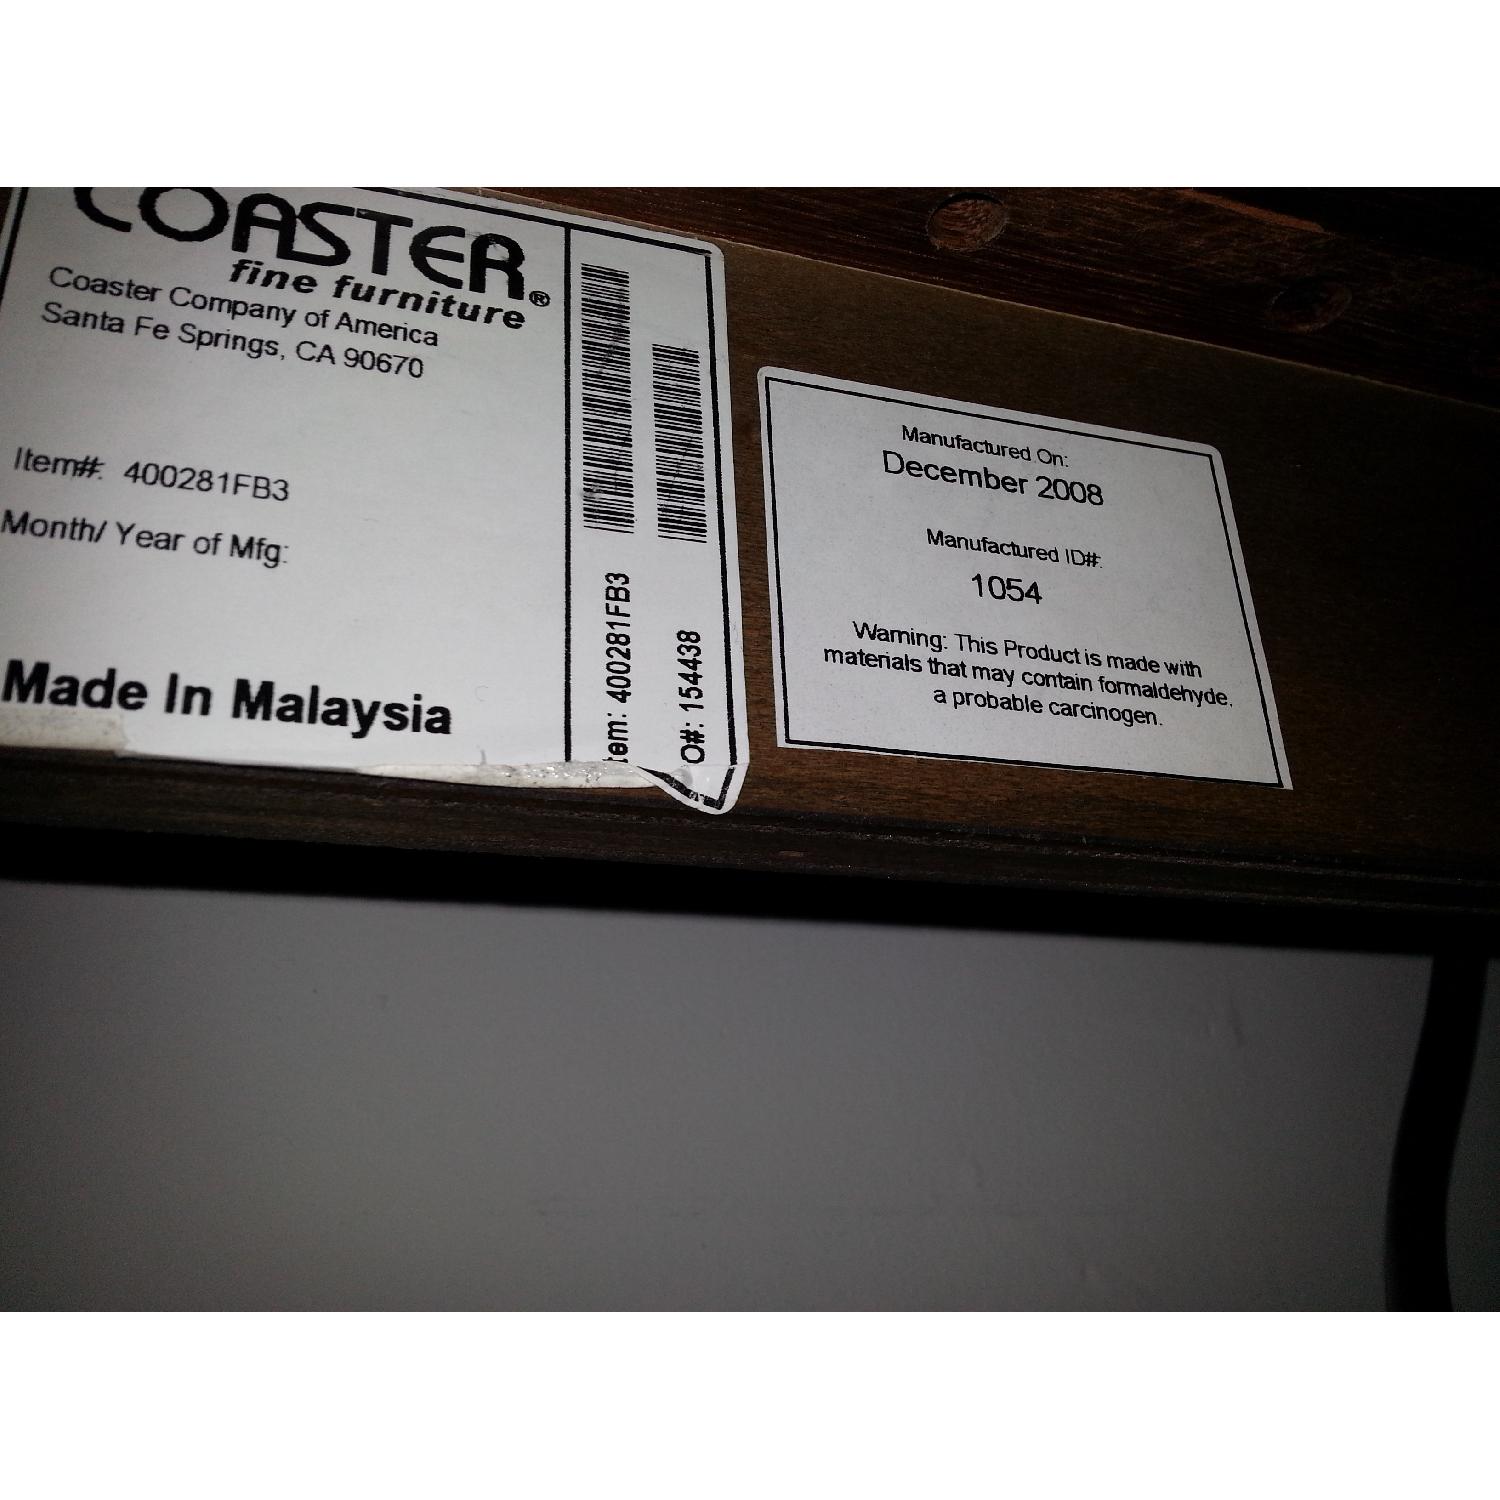 COASTER
fine furniture®
Coaster Company of America
Santa Fe Springs, CA 90670
Item#: 400281FB3
Month/ Year of Mfg:
Made In Malaysia
tem: 400281FB3
O#: 154438
Manufactured On:
December 2008
Manufactured ID#:
1054
Warning: This Product is made with
materials that may contain formaldehyde,
a probable carcinogen.